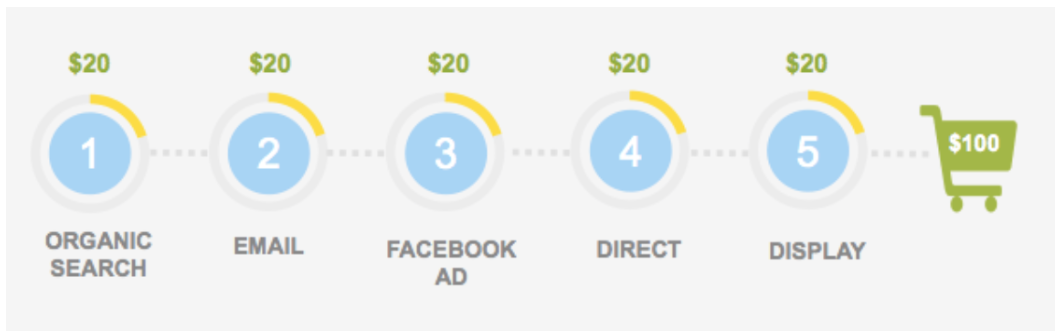 $20
$20
$20
$20
$20
1
2
3
4
5
$100
ORGANIC
SEARCH
EMAIL
FACEBOOK
AD
DIRECT
DISPLAY